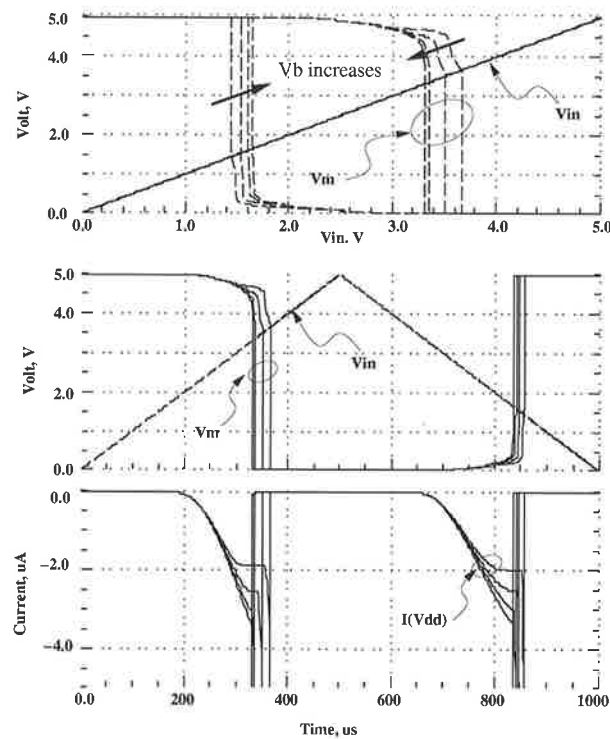 5.0
4.0
Vb increases
Vin
Volt, V
2.0
Vm
0.0
0.0 1.0 2.0 3.0 4.0 5.0
Vin. V
5.0
4.0
Vin
Volt, V
2.0
Vm
0.0
0.0
Current, uA
−2.0
I(Vdd)
−4.0
0.0 200 400 600 800 1000
Time, us